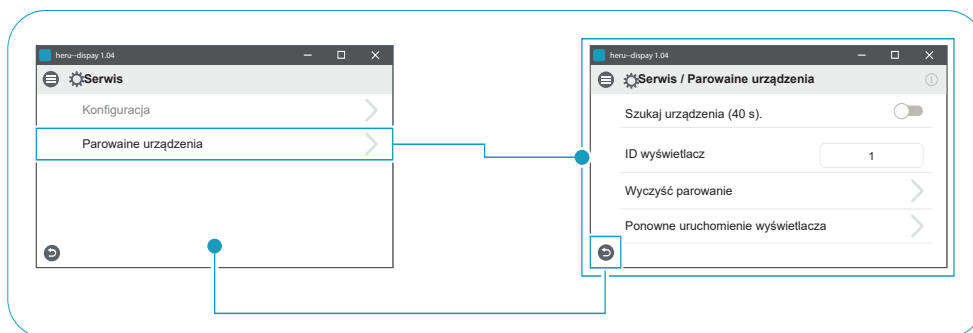 heru--dispay 1.04
Serwis
Konfiguracja
Parowaine urządzenia
heru--dispay 1.04
Serwis / Parowaine urządzenia
Szukaj urządzenia (40 s).
ID wyświetlacz 1
Wyczyść parowanie
Ponowne uruchomienie wyświetlacza